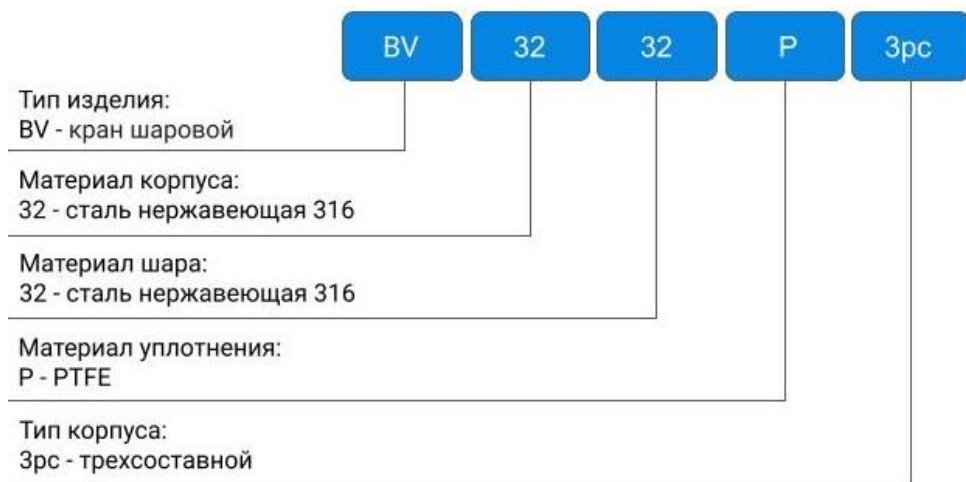 BV 32 32 P 3pc
Тип изделия:
BV - кран шаровой
Материал корпуса:
32 - сталь нержавеющая 316
Материал шара:
32 - сталь нержавеющая 316
Материал уплотнения:
P - PTFE
Тип корпуса:
3pc - трехсоставной